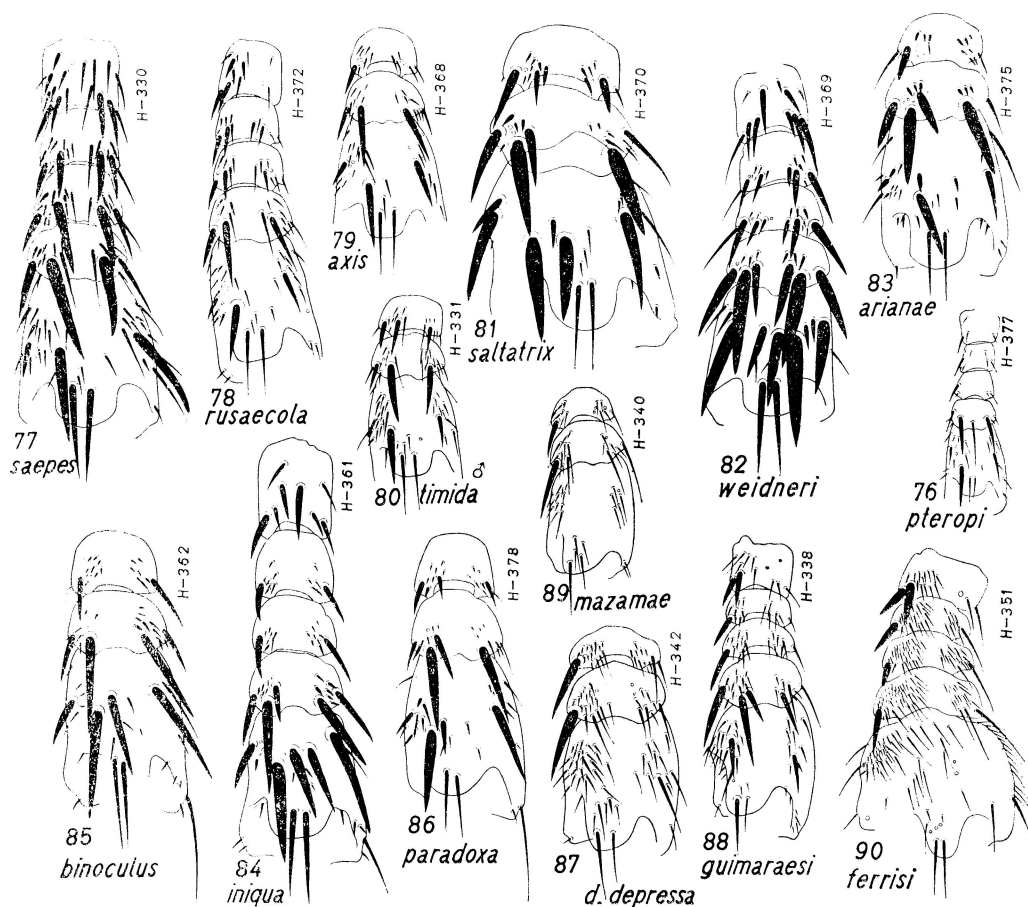 H-330
77
saepes
H-372
78
rusaecola
H-368
79
axis
H-331
80 timida ♂
H-370
81
saltatrix
H-369
82
weidneri
H-375
83
arianae
H-377
76
pteropi
H-362
85
binoculus
H-361
84
iniqua
H-378
86
paradoxa
H-340
89
mazamae
H-342
87
d. depressa
H-338
88
guimaraesi
H-351
90
ferrisi